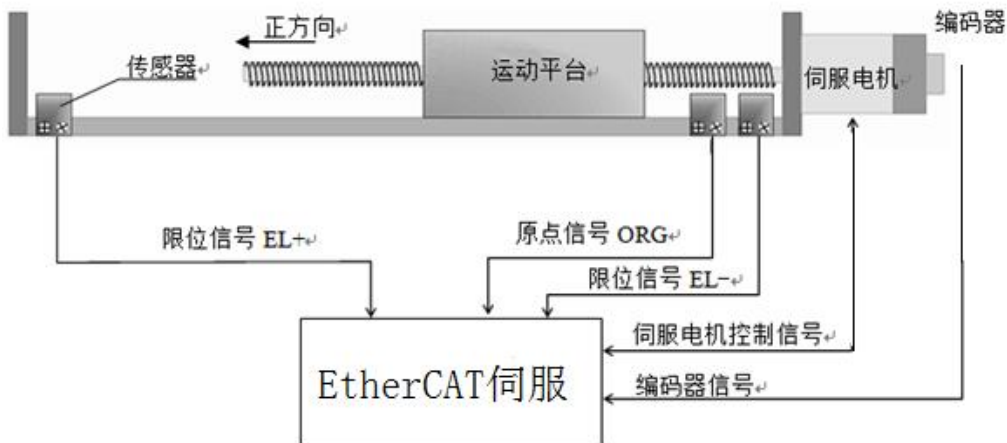 编码器
正方向↵
传感器↵
运动平台↵
伺服电机↵
限位信号 EL+↵
原点信号 ORG↵
限位信号 EL-↵
伺服电机控制信号↵
EtherCAT伺服
编码器信号↵